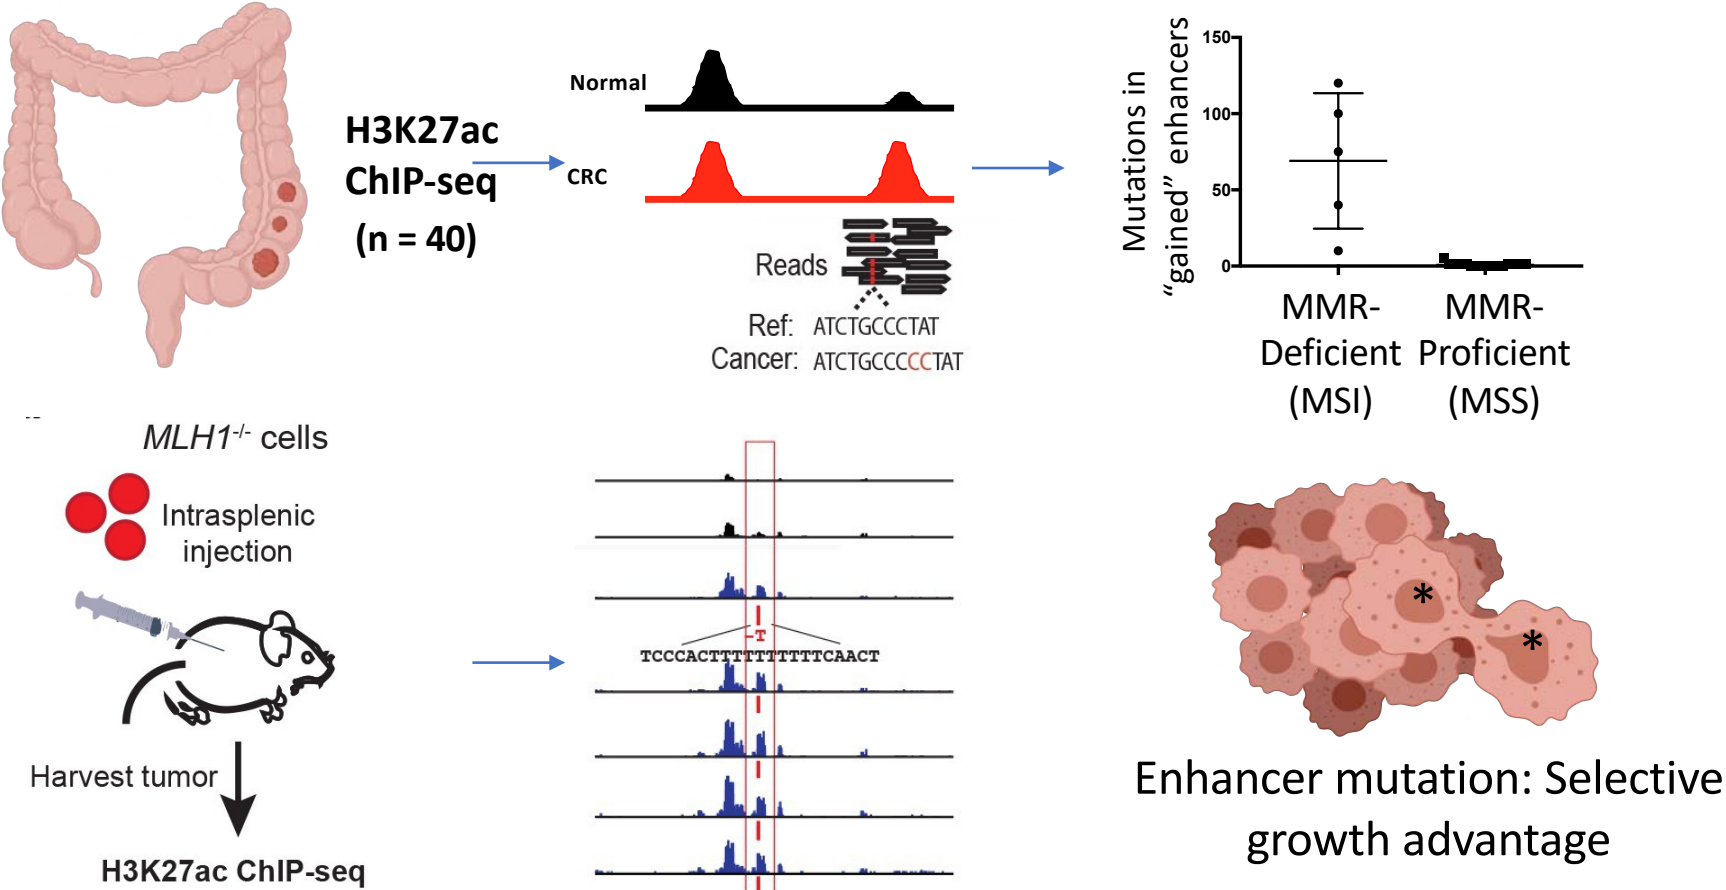 H3K27ac
ChIP-seq
(n = 40)
Normal
CRC
Reads
Ref: ATCTGCCCTAT
Cancer: ATCTGCCCCCTAT
Mutations in
“gained” enhancers
150
100
50
0
MMR-
Deficient
(MSI)
MMR-
Proficient
(MSS)
MLH1-/- cells
Intrasplenic
injection
Harvest tumor
H3K27ac ChIP-seq
–T
TCCCACTTTTTTTTTTTCAACT
*
*
Enhancer mutation: Selective
growth advantage